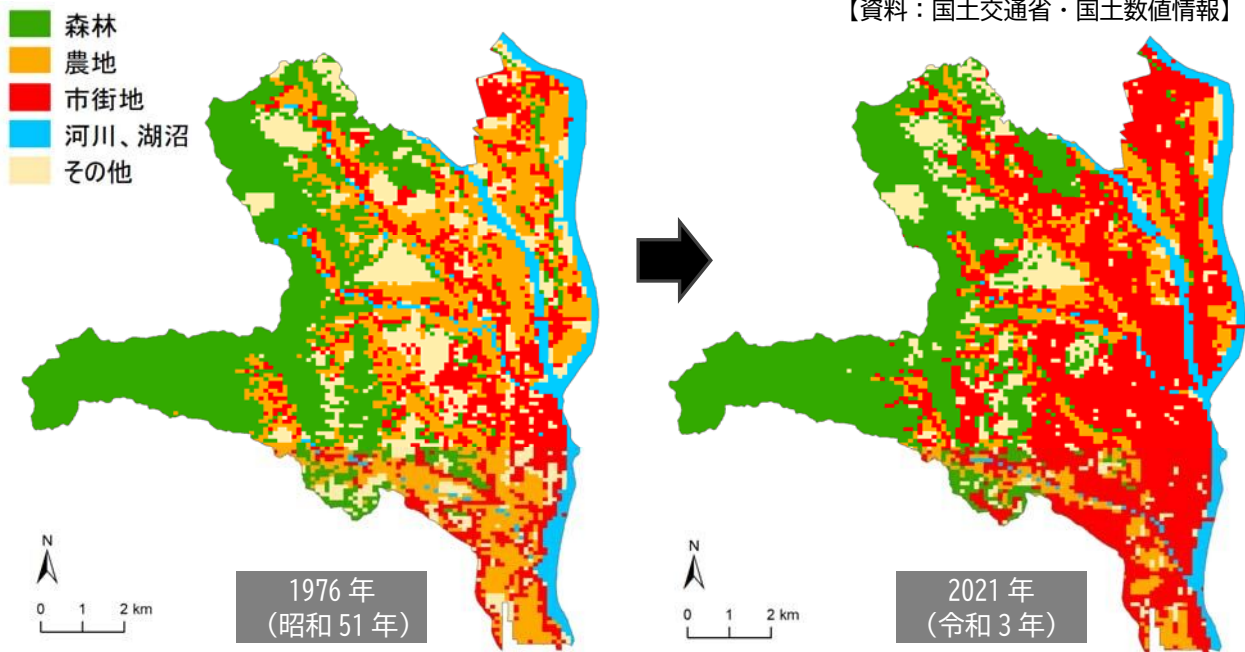 【資料：国土交通省・国土数値情報】
森林
農地
市街地
河川、湖沼
その他
N
0 1 2 km
1976 年
（昭和 51 年）
N
0 1 2 km
2021 年
（令和 3 年）